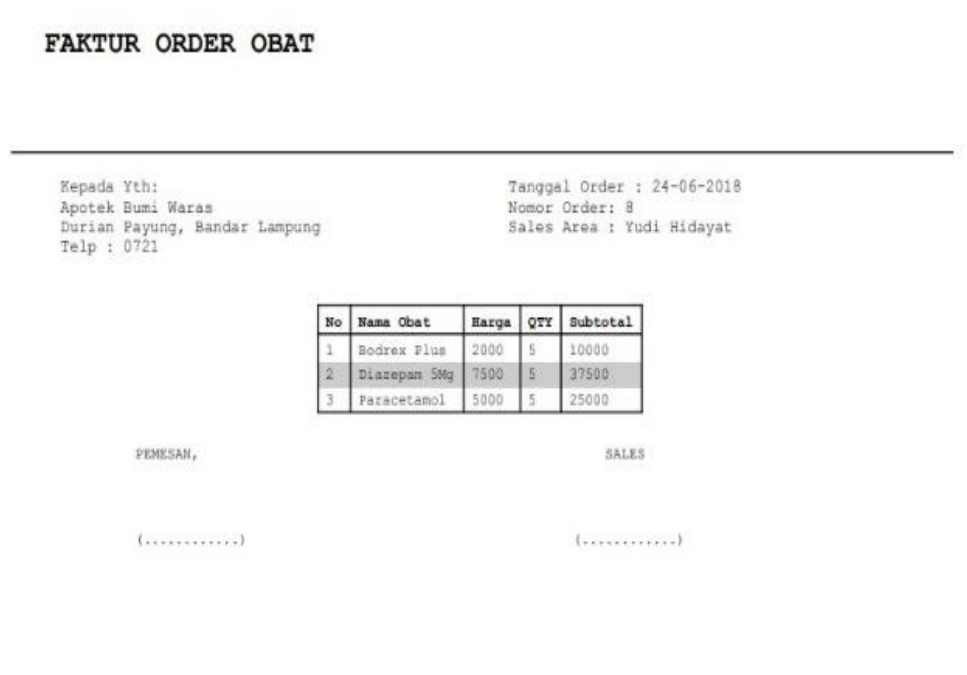 FAKTUR ORDER OBAT
Kepada Yth:
Apotek Bumi Waras
Durian Payung, Bandar Lampung
Telp : 0721
Tanggal Order : 24-06-2018
Nomor Order: 8
Sales Area : Yudi Hidayat
No Nama Obat Harga QTY Subtotal
1 Bodrex Plus 2000 5 10000
2 Diazepam 5Mg 7500 5 37500
3 Paracetamol 5000 5 25000
PEMESAN, SALES
(............) (............)